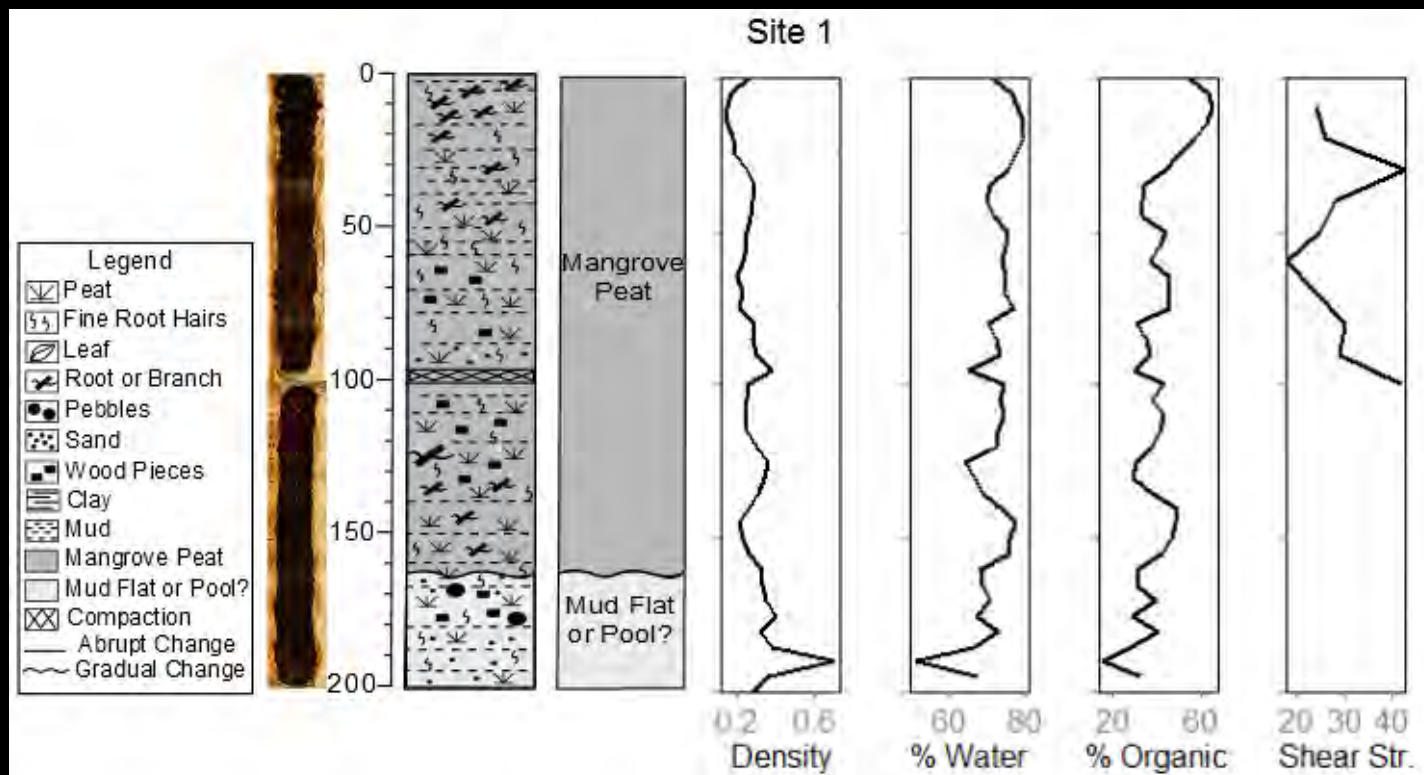 Site 1
Legend
Peat
Fine Root Hairs
Leaf
Root or Branch
Pebbles
Sand
Wood Pieces
Clay
Mud
Mangrove Peat
Mud Flat or Pool?
Compaction
Abrupt Change
Gradual Change
0
50
100
150
200
Mangrove
Peat
Mud Flat
or Pool?
0.2 0.6
Density
60 80
% Water
20 60
% Organic
20 30 40
Shear Str.